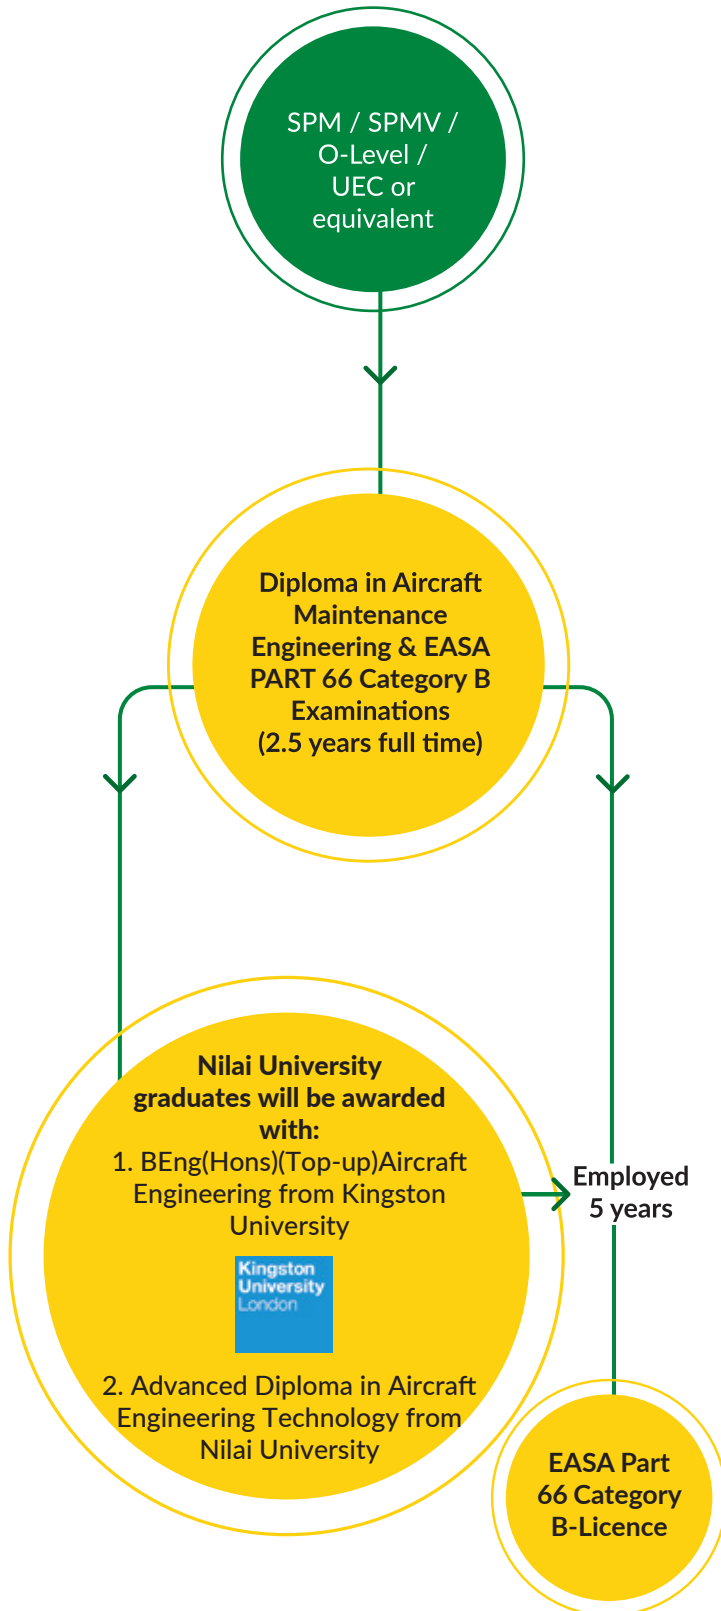 SPM / SPMV /
O-Level /
UEC or
equivalent
Diploma in Aircraft
Maintenance
Engineering & EASA
PART 66 Category B
Examinations
(2.5 years full time)
Nilai University
graduates will be awarded
with:
1. BEng(Hons)(Top-up)Aircraft
Engineering from Kingston
University
Kingston
University
London
2. Advanced Diploma in Aircraft
Engineering Technology from
Nilai University
Employed
5 years
EASA Part
66 Category
B-Licence